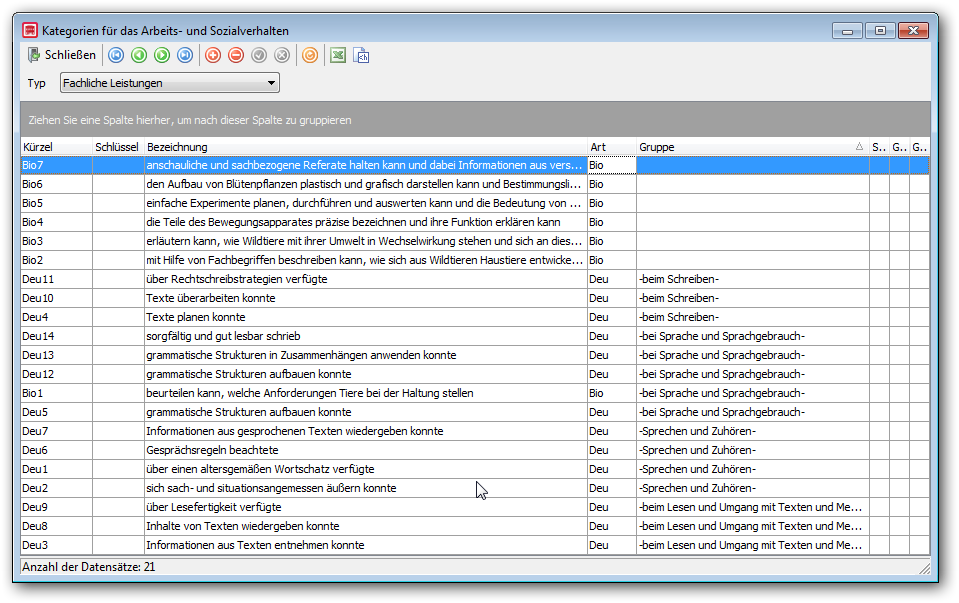 Kategorien für das Arbeits- und Sozialverhalten
Schließen
Typ Fachliche Leistungen
Ziehen Sie eine Spalte hierher, um nach dieser Spalte zu gruppieren
Kürzel Schlüssel Bezeichnung Art Gruppe S.. G.. G..
Bio7 anschauliche und sachbezogene Referate halten kann und dabei Informationen aus vers... Bio
Bio6 den Aufbau von Blütenpflanzen plastisch und grafisch darstellen kann und Bestimmungsli... Bio
Bio5 einfache Experimente planen, durchführen und auswerten kann und die Bedeutung von ... Bio
Bio4 die Teile des Bewegungsapparates präzise bezeichnen und ihre Funktion erklären kann Bio
Bio3 erläutern kann, wie Wildtiere mit ihrer Umwelt in Wechselwirkung stehen und sich an dies... Bio
Bio2 mit Hilfe von Fachbegriffen beschreiben kann, wie sich aus Wildtieren Haustiere entwicke... Bio
Deu11 über Rechtschreibstrategien verfügte Deu -beim Schreiben-
Deu10 Texte überarbeiten konnte Deu -beim Schreiben-
Deu4 Texte planen konnte Deu -beim Schreiben-
Deu14 sorgfältig und gut lesbar schrieb Deu -bei Sprache und Sprachgebrauch-
Deu13 grammatische Strukturen in Zusammenhängen anwenden konnte Deu -bei Sprache und Sprachgebrauch-
Deu12 grammatische Strukturen aufbauen konnte Deu -bei Sprache und Sprachgebrauch-
Bio1 beurteilen kann, welche Anforderungen Tiere bei der Haltung stellen Bio -bei Sprache und Sprachgebrauch-
Deu5 grammatische Strukturen aufbauen konnte Deu -bei Sprache und Sprachgebrauch-
Deu7 Informationen aus gesprochenen Texten wiedergeben konnte Deu -Sprechen und Zuhören-
Deu6 Gesprächsregeln beachtete Deu -Sprechen und Zuhören-
Deu1 über einen altersgemäßen Wortschatz verfügte Deu -Sprechen und Zuhören-
Deu2 sich sach- und situationsangemessen äußern konnte Deu -Sprechen und Zuhören-
Deu9 über Lesefertigkeit verfügte Deu -beim Lesen und Umgang mit Texten und Me...
Deu8 Inhalte von Texten wiedergeben konnte Deu -beim Lesen und Umgang mit Texten und Me...
Deu3 Informationen aus Texten entnehmen konnte Deu -beim Lesen und Umgang mit Texten und Me...
Anzahl der Datensätze: 21